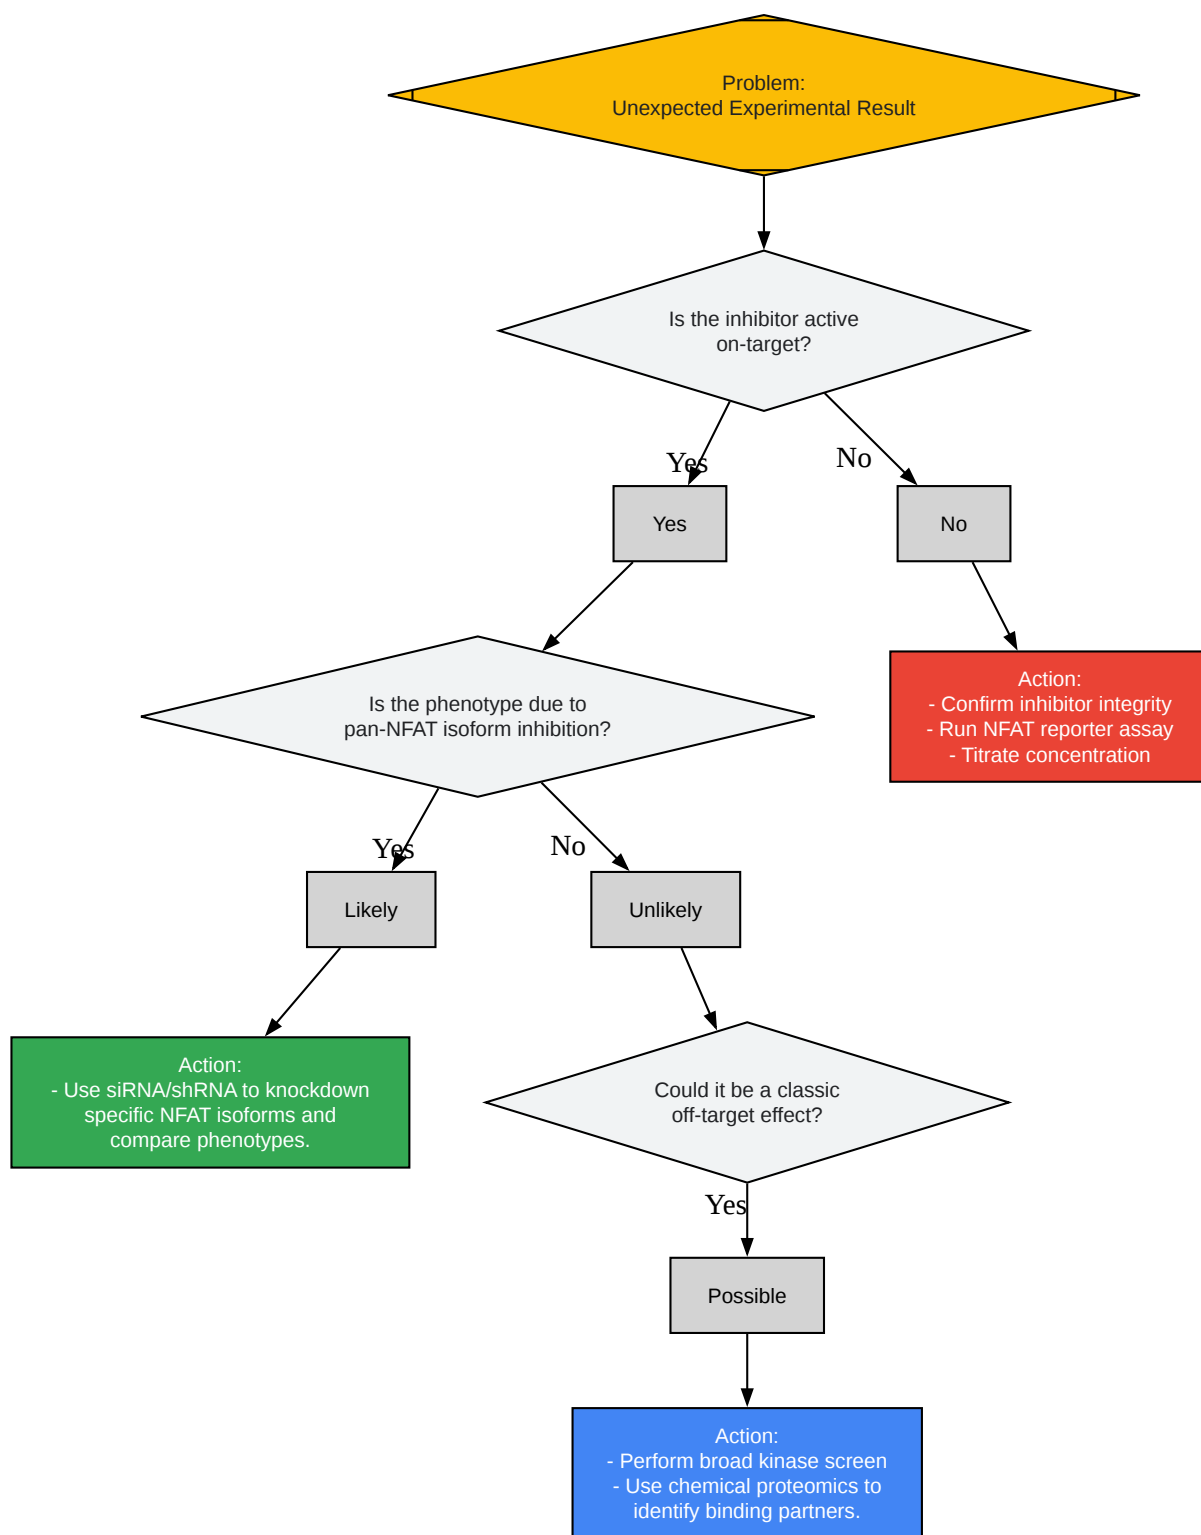 Problem:
Unexpected Experimental Result
Is the inhibitor active
on-target?
Yes
No
Yes
No
Action:
- Confirm inhibitor integrity
- Run NFAT reporter assay
- Titrate concentration
Is the phenotype due to
pan-NFAT isoform inhibition?
Yes
No
Likely
Unlikely
Action:
- Use siRNA/shRNA to knockdown
specific NFAT isoforms and
compare phenotypes.
Could it be a classic
off-target effect?
Yes
Possible
Action:
- Perform broad kinase screen
- Use chemical proteomics to
identify binding partners.